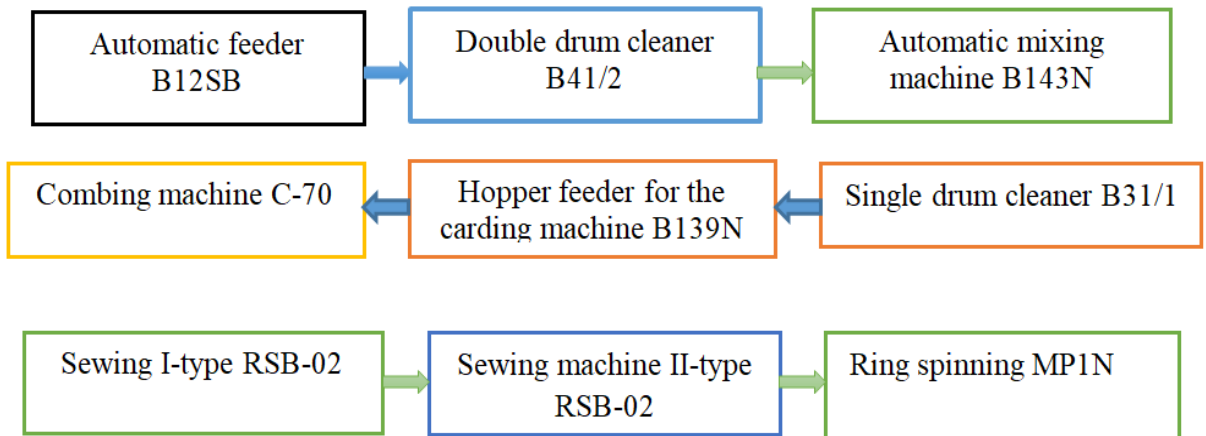 Automatic feeder
B12SB
Double drum cleaner
B41/2
Automatic mixing
machine B143N
Combing machine C-70
Hopper feeder for the
carding machine B139N
Single drum cleaner B31/1
Sewing I-type RSB-02
Sewing machine II-type
RSB-02
Ring spinning MP1N